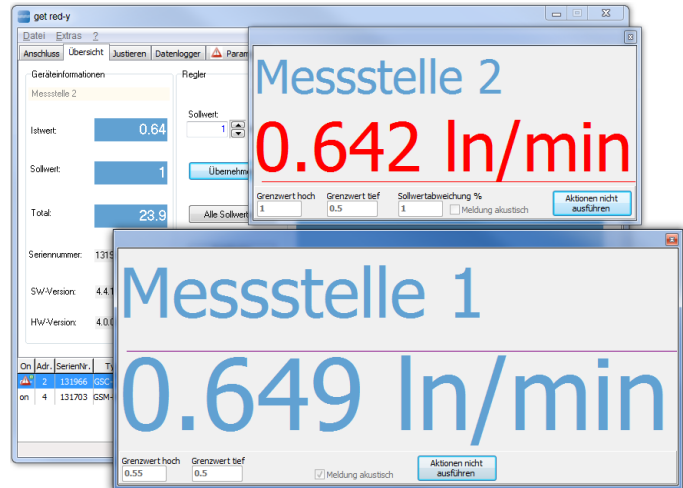 get red-y
Datei Extras ?
Anschluss Übersicht Justieren Datenlogger Param
Geräteinformationen
Messstelle 2
Istwert: 0.64
Sollwert: 1
Total: 23.9
Seriennummer: 1319
SW-Version: 4.4.1
HW-Version: 4.0.0
Regler
Sollwert:
1
Übernehme
Alle Sollwert
On Adr. SerienNr. Ty
2 131966 GSC-
on 4 131703 GSM-
Messstelle 2
0.642 ln/min
Grenzwert hoch Grenzwert tief Sollwertabweichung %
1 0.5 1 Meldung akustisch
Aktionen nicht
ausführen
Messstelle 1
0.649 ln/min
Grenzwert hoch Grenzwert tief
0.55 0.5 Meldung akustisch
Aktionen nicht
ausführen